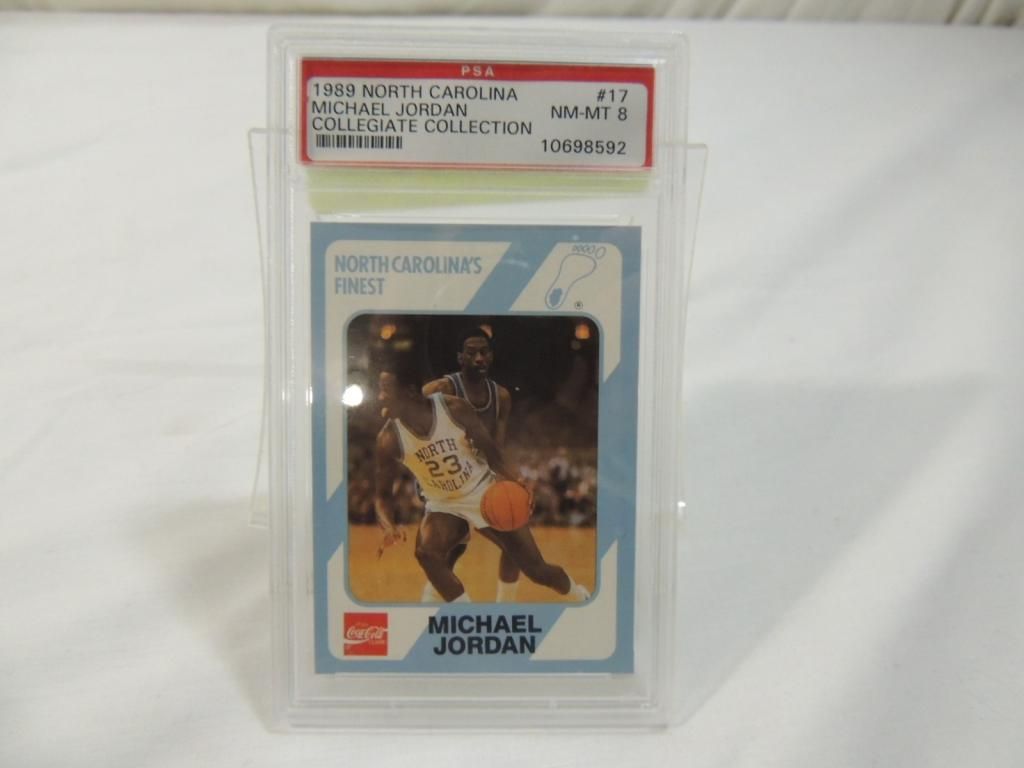 PSA
1989 NORTH CAROLINA #17
MICHAEL JORDAN NM-MT 8
COLLEGIATE COLLECTION
10698592
NORTH CAROLINA'S
FINEST
®
NORTH
23
CAROLINA
Coca-Cola
MICHAEL
JORDAN